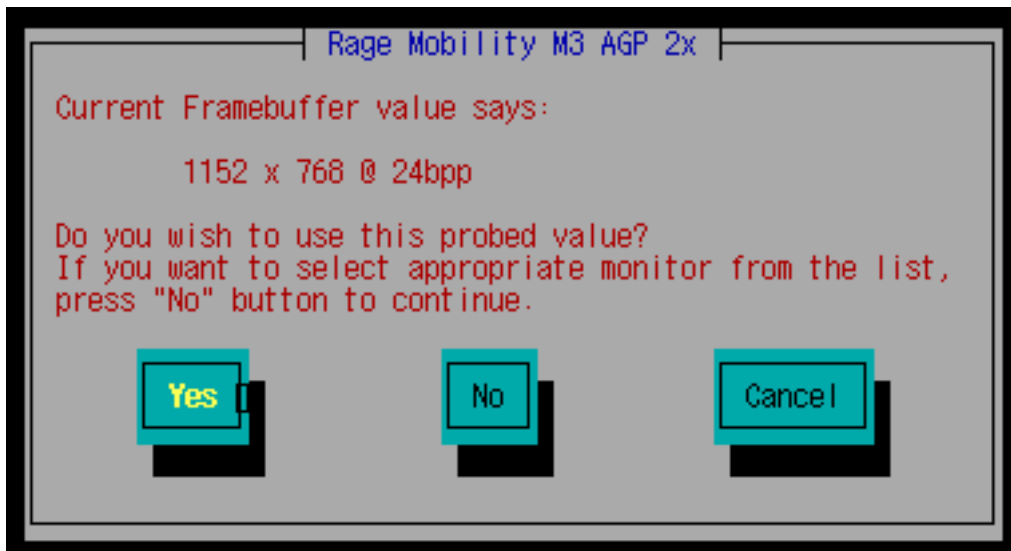 Rage Mobility M3 AGP 2x
Current Framebuffer value says:
1152 x 768 @ 24bpp
Do you wish to use this probed value?
If you want to select appropriate monitor from the list,
press "No" button to continue.
Yes No Cancel